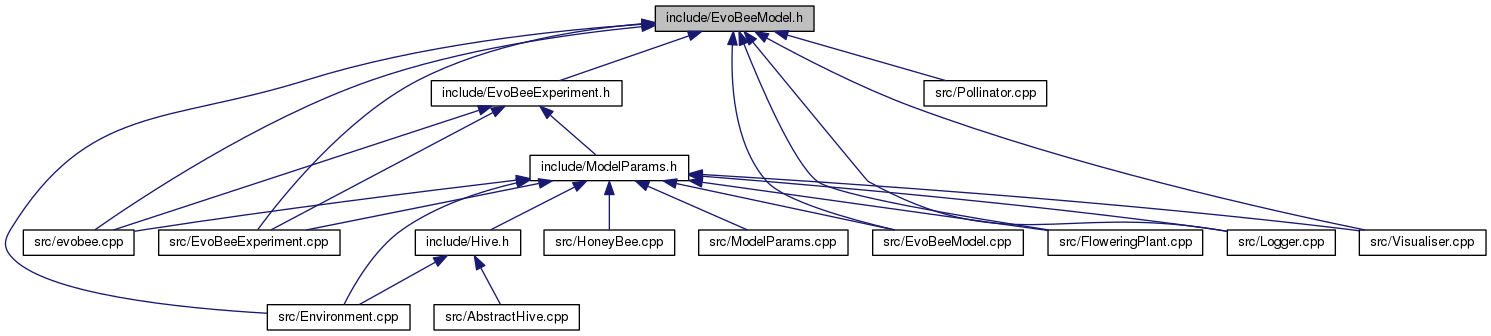 include/EvoBeeModel.h
include/EvoBeeExperiment.h
src/Pollinator.cpp
include/ModelParams.h
src/evobee.cpp
src/EvoBeeExperiment.cpp
include/Hive.h
src/HoneyBee.cpp
src/ModelParams.cpp
src/EvoBeeModel.cpp
src/FloweringPlant.cpp
src/Logger.cpp
src/Visualiser.cpp
src/Environment.cpp
src/AbstractHive.cpp